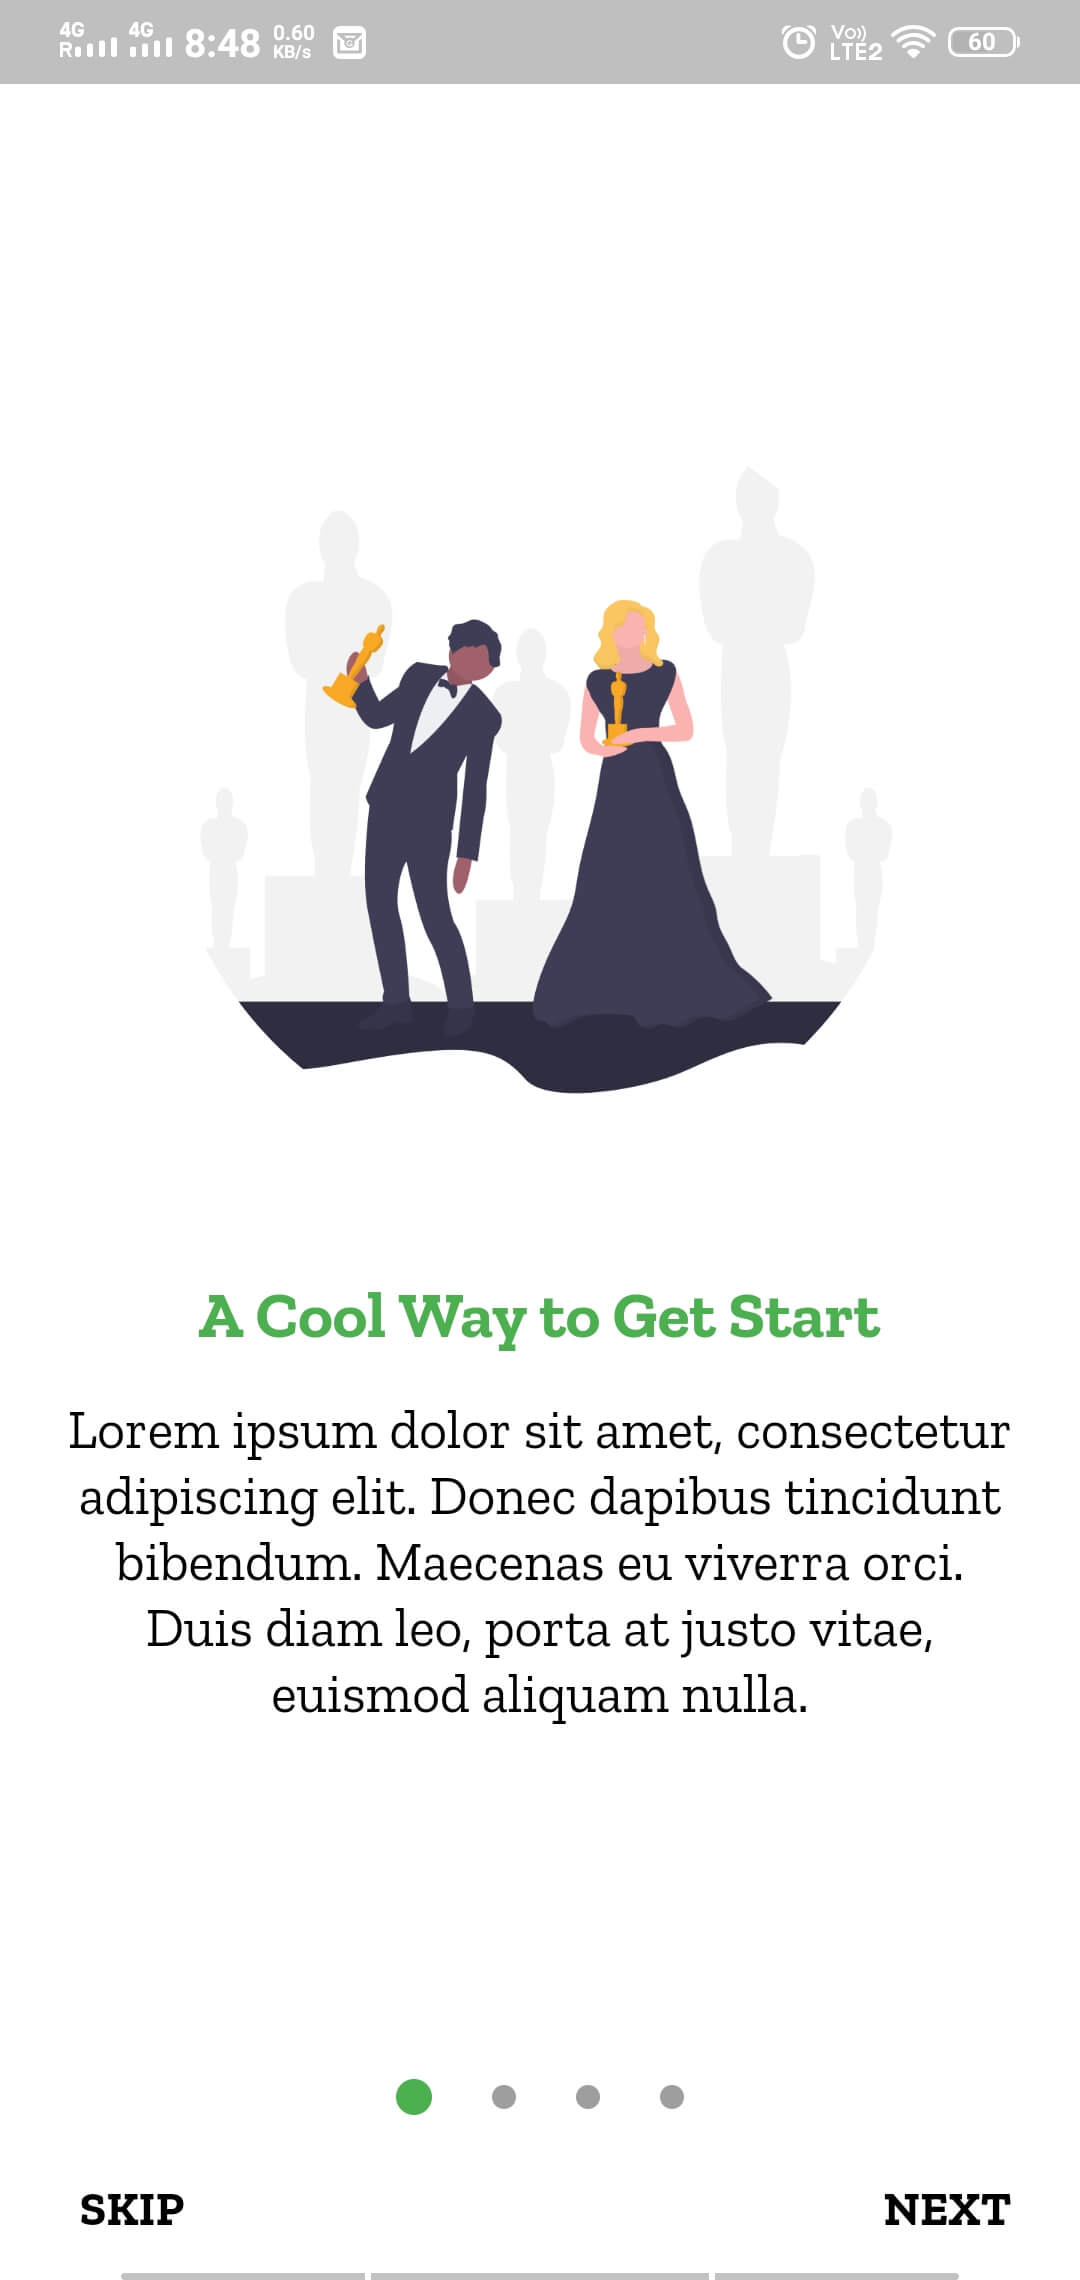 4G 4G 8:48 0.60 Vo)) 60
R KB/s LTE2
A Cool Way to Get Start
Lorem ipsum dolor sit amet, consectetur
adipiscing elit. Donec dapibus tincidunt
bibendum. Maecenas eu viverra orci.
Duis diam leo, porta at justo vitae,
euismod aliquam nulla.
SKIP NEXT